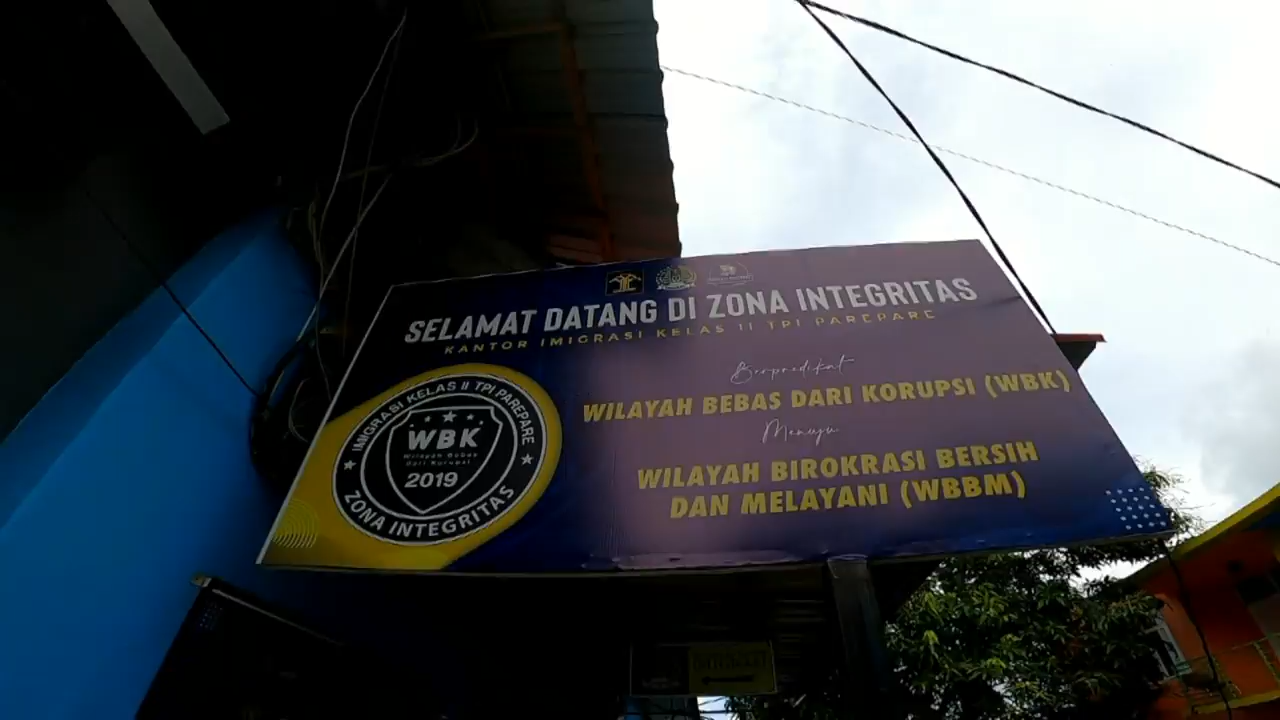 SELAMAT DATANG DI ZONA INTEGRITAS
KANTOR IMIGRASI KELAS II TPI PAREPARE
Berpredikat
WILAYAH BEBAS DARI KORUPSI (WBK)
Menuju
WILAYAH BIROKRASI BERSIH
DAN MELAYANI (WBBM)
IMIGRASI KELAS II TPI PAREPARE
WBK
Wilayah Bebas
Dari Korupsi
2019
ZONA INTEGRITAS